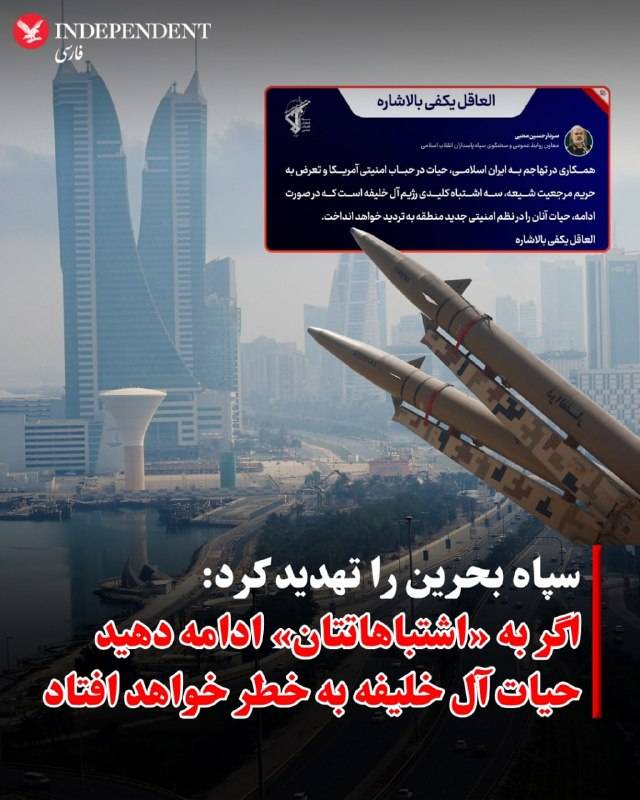 INDEPENDENT
فارسی
العاقل یکفی بالاشاره
سردار حسین محبی
معاون روابط عمومی و سخنگوی سپاه پاسداران انقلاب اسلامی
همکاری در تهاجم به ایران اسلامی، حیات در حباب امنیتی آمریکا و تعرض به
حریم مرجعیت شیعه، سه اشتباه کلیدی رژیم آل خلیفه است که در صورت
ادامه، حیات آنان را در نظم امنیتی جدید منطقه به تردید خواهد انداخت.
العاقل یکفی بالاشاره
سپاه بحرین را تهدید کرد:
اگر به «اشتباهاتتان» ادامه دهید
حیات آل خلیفه به خطر خواهد افتاد